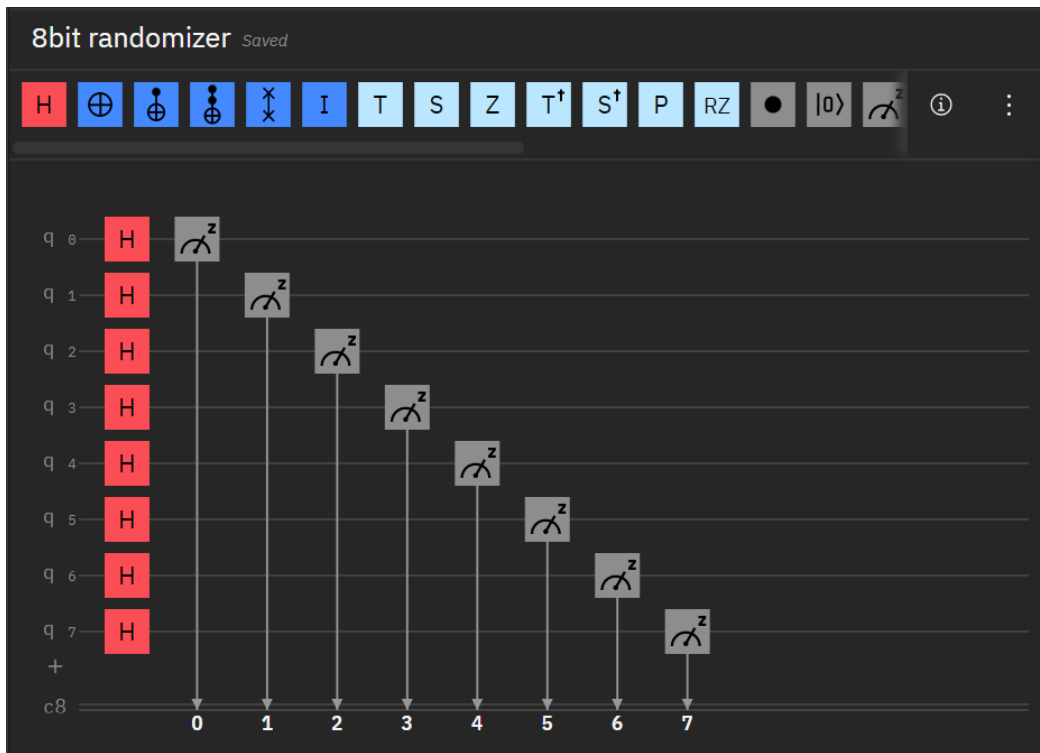 8bit randomizer Saved
H I T S Z T† S† P RZ |0⟩ z
q 0 H z
q 1 H z
q 2 H z
q 3 H z
q 4 H z
q 5 H z
q 6 H z
q 7 H z
+
c8
0 1 2 3 4 5 6 7